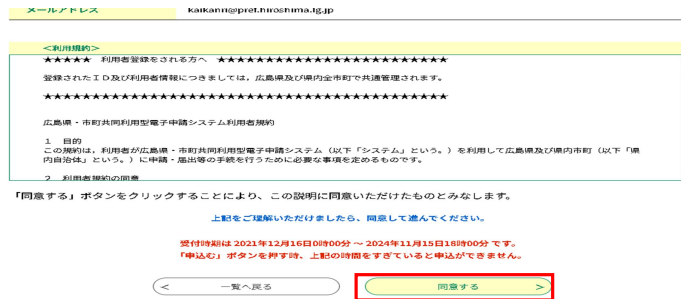 メールアドレス kaikanri@pref.hiroshima.lg.jp
＜利用規約＞
★★★★★ 利用者登録をされる方へ ★★★★★★★★★★★★★★★★★★★★★★★★
登録されたＩＤ及び利用者情報につきましては，広島県及び県内全市町で共通管理されます。
★★★★★★★★★★★★★★★★★★★★★★★★★★★★★★★★★★★★★★★★★★
広島県・市町共同利用型電子申請システム利用者規約
１ 目的
この規約は，利用者が広島県・市町共同利用型電子申請システム（以下「システム」という。）を利用して広島県及び県内市町（以下「県
内自治体」という。）に申請・届出等の手続を行うために必要な事項を定めるものです。
２ 利用者規約の同意
「同意する」ボタンをクリックすることにより、この説明に同意いただけたものとみなします。
上記をご理解いただけましたら、同意して進んでください。
受付時期は 2021年12月16日0時00分 ～ 2024年11月15日18時00分 です。
「申込む」ボタンを押す時、上記の時間をすぎていると申込ができません。
＜ 一覧へ戻る 同意する ＞